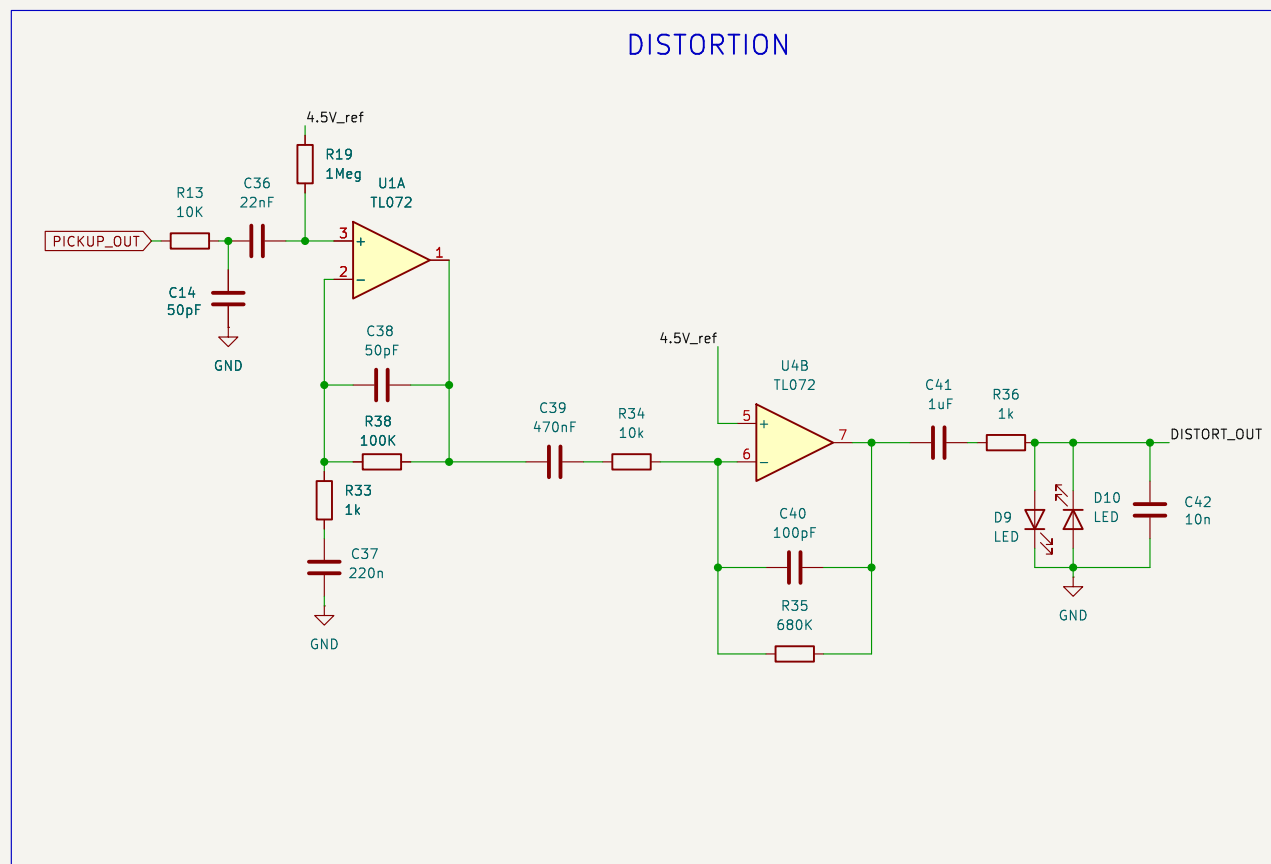 DISTORTION
4.5V_ref
R19
1Meg
U1A
TL072
R13
10K
C36
22nF
PICKUP_OUT
3
+
2
−
1
C14
50pF
GND
C38
50pF
R38
100K
R33
1k
C37
220n
GND
C39
470nF
R34
10k
4.5V_ref
U4B
TL072
5
+
6
−
7
C40
100pF
R35
680K
C41
1uF
R36
1k
DISTORT_OUT
D9
LED
D10
LED
C42
10n
GND